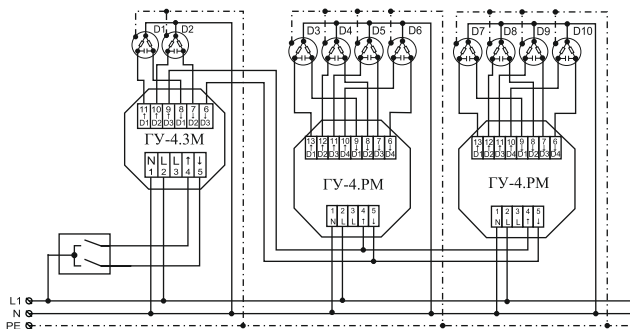 D1 D2 D3 D4 D5 D6 D7 D8 D9 D10
11 10 9 8 7 6
↑ ↑ ↑ ↓ ↓ ↓
D1 D2 D3 D1 D2 D3
13 12 11 10 9 8 7 6
↑ ↑ ↑ ↑ ↓ ↓ ↓ ↓
D1 D2 D3 D4 D1 D2 D3 D4
13 12 11 10 9 8 7 6
↑ ↑ ↑ ↑ ↓ ↓ ↓ ↓
D1 D2 D3 D4 D1 D2 D3 D4
ГУ-4.3М
ГУ-4.РМ
ГУ-4.РМ
N L L ↑ ↓
1 2 3 4 5
1 2 3 4 5
N L L ↑ ↓
1 2 3 4 5
N L L ↑ ↓
L1
N
PE